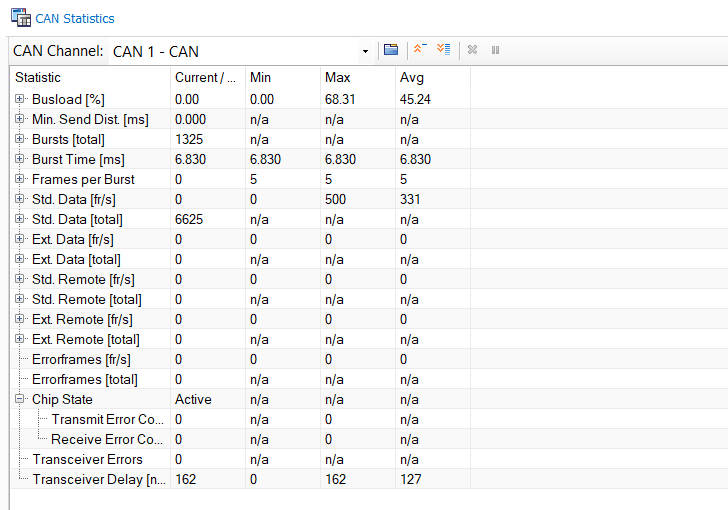 CAN Statistics
CAN Channel: CAN 1 - CAN
Statistic Current / ... Min Max Avg
Busload [%] 0.00 0.00 68.31 45.24
Min. Send Dist. [ms] 0.000 n/a n/a n/a
Bursts [total] 1325 n/a n/a n/a
Burst Time [ms] 6.830 6.830 6.830 6.830
Frames per Burst 0 5 5 5
Std. Data [fr/s] 0 0 500 331
Std. Data [total] 6625 n/a n/a n/a
Ext. Data [fr/s] 0 0 0 0
Ext. Data [total] 0 n/a n/a n/a
Std. Remote [fr/s] 0 0 0 0
Std. Remote [total] 0 n/a n/a n/a
Ext. Remote [fr/s] 0 0 0 0
Ext. Remote [total] 0 n/a n/a n/a
Errorframes [fr/s] 0 0 0 0
Errorframes [total] 0 n/a n/a n/a
Chip State Active n/a n/a n/a
Transmit Error Co... 0 n/a 0 n/a
Receive Error Co... 0 n/a 0 n/a
Transceiver Errors 0 n/a n/a n/a
Transceiver Delay [n... 162 0 162 127